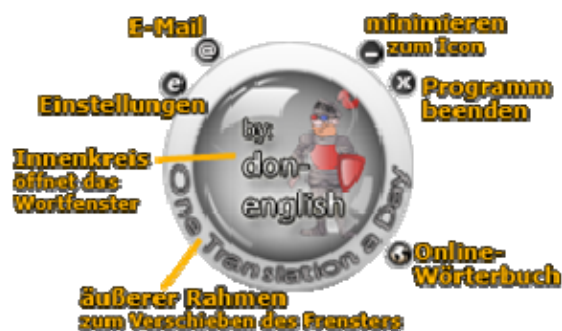 E-Mail
@
minimieren
zum Icon
e
Einstellungen
x
Programm
beenden
by:
don-
english
Innenkreis
öffnet das
Wortfenster
One Translation a Day
Online-
Wörterbuch
äußerer Rahmen
zum Verschieben des Frensters